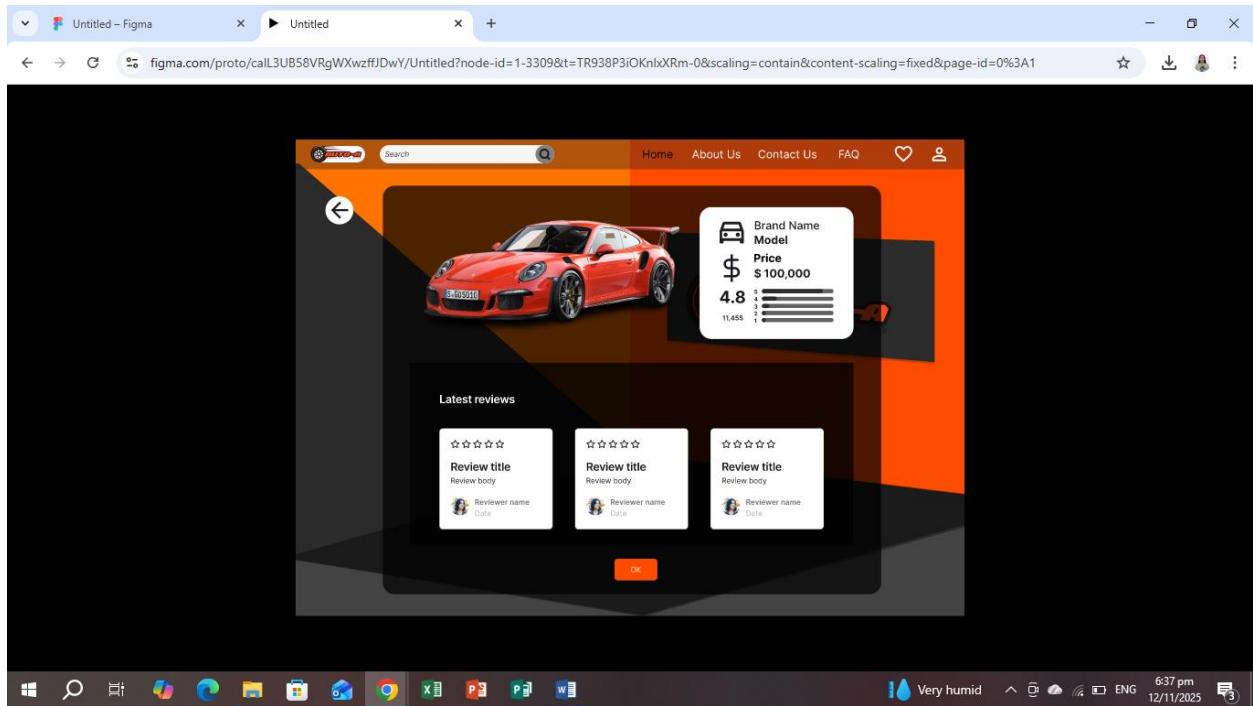 Untitled – Figma
Untitled
figma.com/proto/calL3UB58VRgWXwzffJDwY/Untitled?node-id=1-3309&t=TR938P3iOKnlxXRm-0&scaling=contain&content-scaling=fixed&page-id=0%3A1
AUTO-A
Search
Home
About Us
Contact Us
FAQ
Brand Name
Model
Price
$ 100,000
4.8
11,455
5
4
3
2
1
Latest reviews
Review title
Review body
Reviewer name
Date
Review title
Review body
Reviewer name
Date
Review title
Review body
Reviewer name
Date
OK
Very humid
ENG
6:37 pm
12/11/2025
3